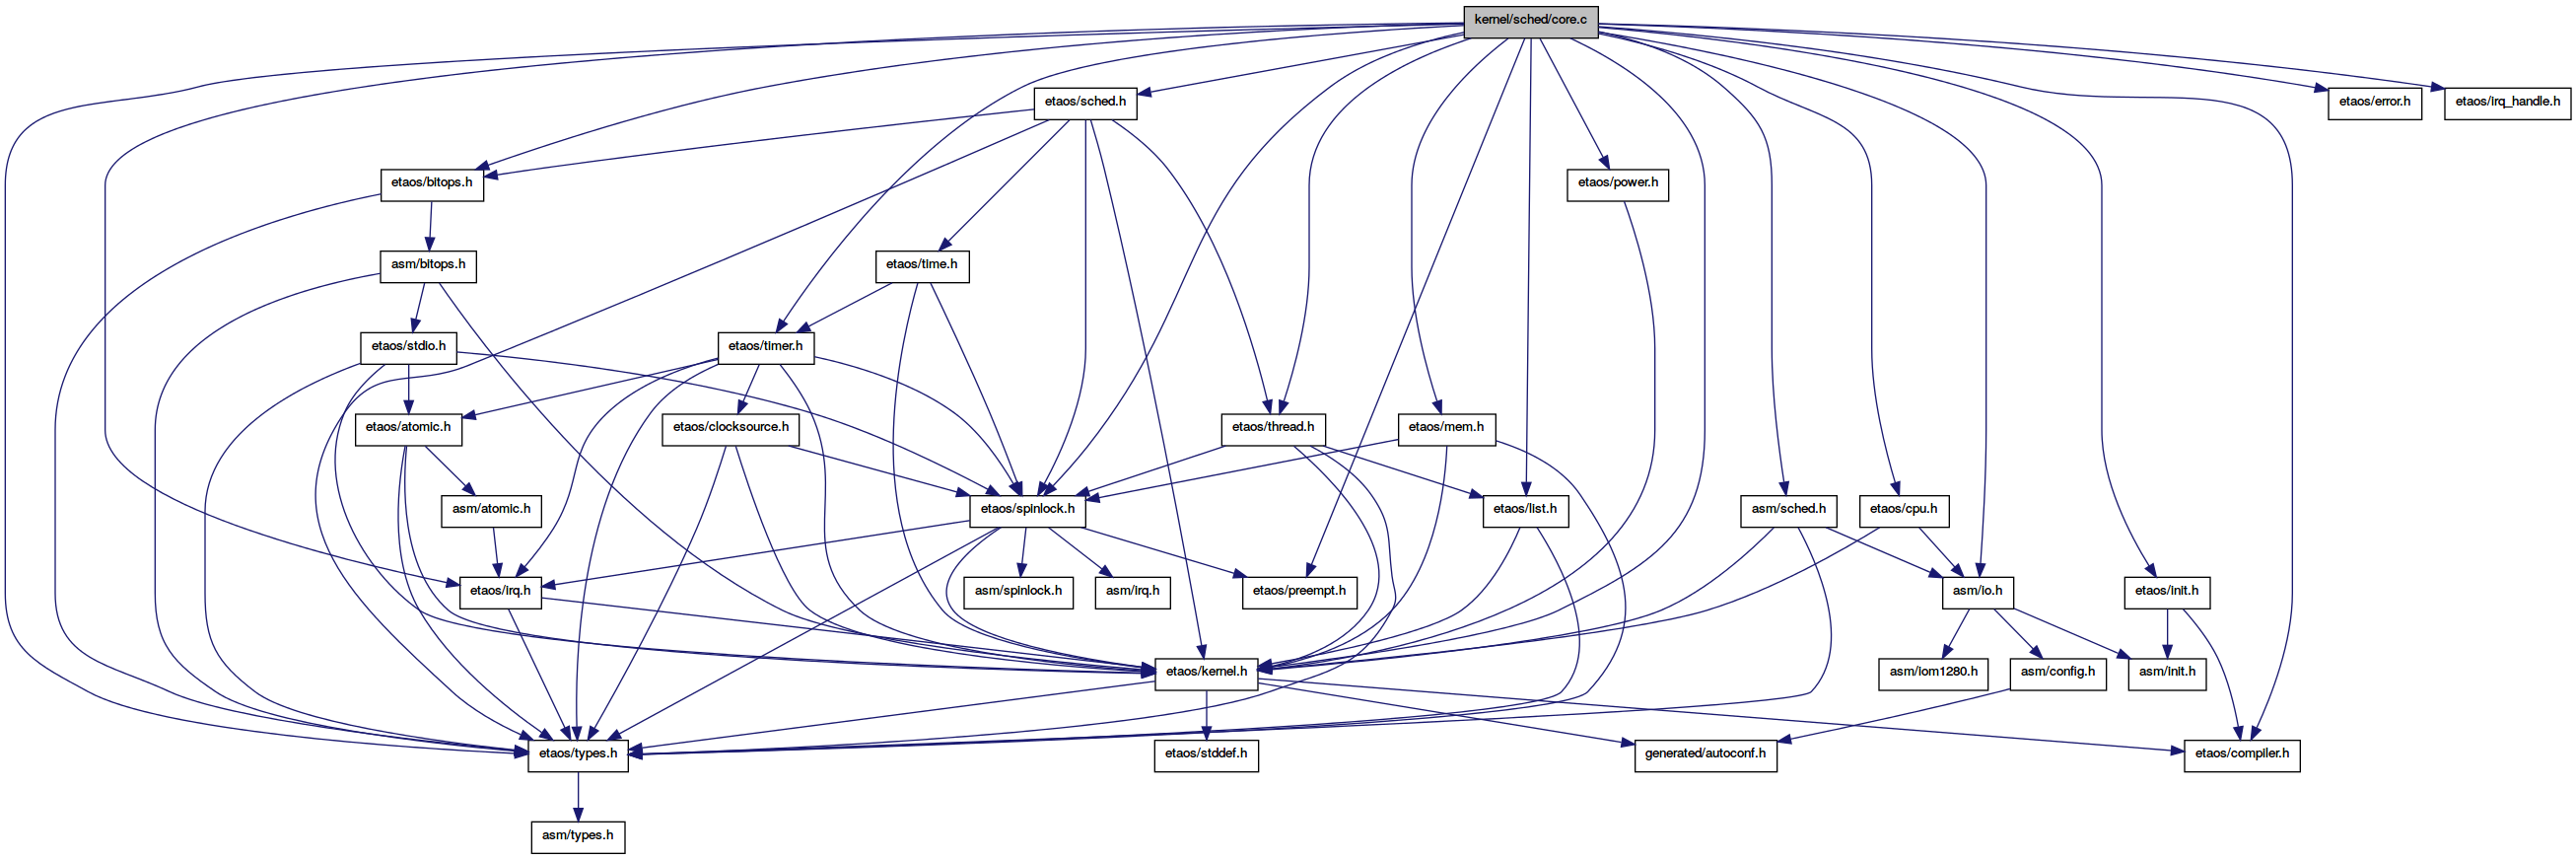 kernel/sched/core.c
etaos/sched.h
etaos/error.h
etaos/irq_handle.h
etaos/bitops.h
etaos/power.h
asm/bitops.h
etaos/time.h
etaos/stdio.h
etaos/timer.h
etaos/atomic.h
etaos/clocksource.h
etaos/thread.h
etaos/mem.h
asm/atomic.h
etaos/spinlock.h
etaos/list.h
asm/sched.h
etaos/cpu.h
etaos/irq.h
asm/spinlock.h
asm/irq.h
etaos/preempt.h
asm/io.h
etaos/init.h
etaos/kernel.h
asm/iom1280.h
asm/config.h
asm/init.h
etaos/types.h
etaos/stddef.h
generated/autoconf.h
etaos/compiler.h
asm/types.h